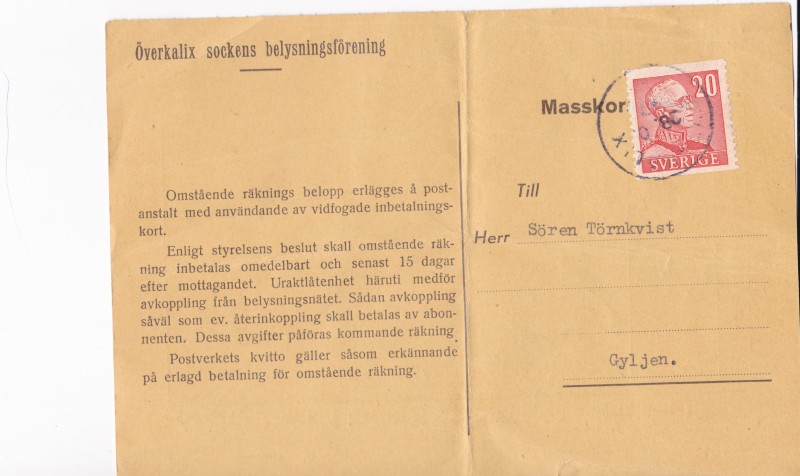 Överkalix sockens belysningsförening
Omstående räknings belopp erlägges å post-
anstalt med användande av vidfogade inbetalnings-
kort.
Enligt styrelsens beslut skall omstående räk-
ning inbetalas omedelbart och senast 15 dagar
efter mottagandet. Uraktlåtenhet häruti medför
avkoppling från belysningsnätet. Sådan avkoppling
såväl som ev. återinkoppling skall betalas av abon-
nenten. Dessa avgifter påföras kommande räkning
Postverkets kvitto gäller såsom erkännande
på erlagd betalning för omstående räkning.
Masskor
20
SVERIGE
Till
Herr Sören Törnkvist
Gyljen.